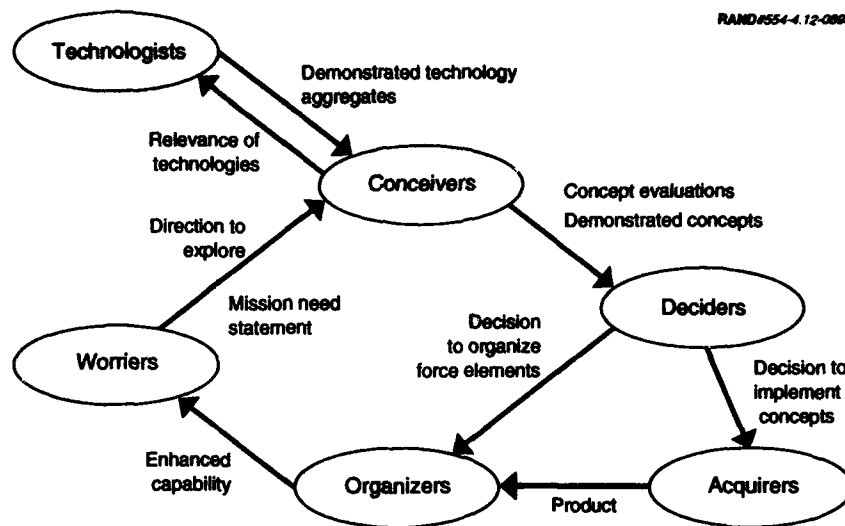 RAND#554-4.12-089
Technologists
Demonstrated technology
aggregates
Relevance of
technologies
Conceivers
Concept evaluations
Demonstrated concepts
Direction to
explore
Mission need
statement
Deciders
Decision
to organize
force elements
Worriers
Decision to
implement
concepts
Enhanced
capability
Organizers
Product
Acquirers